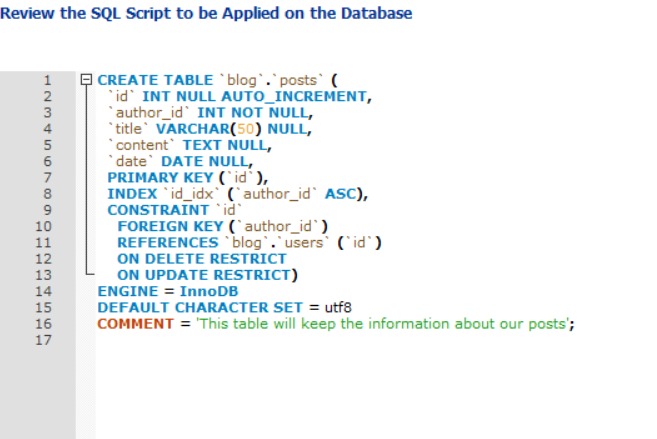 Review the SQL Script to be Applied on the Database
1 CREATE TABLE `blog`.`posts` (
2 `id` INT NULL AUTO_INCREMENT,
3 `author_id` INT NOT NULL,
4 `title` VARCHAR(50) NULL,
5 `content` TEXT NULL,
6 `date` DATE NULL,
7 PRIMARY KEY (`id`),
8 INDEX `id_idx` (`author_id` ASC),
9 CONSTRAINT `id`
10 FOREIGN KEY (`author_id`)
11 REFERENCES `blog`.`users` (`id`)
12 ON DELETE RESTRICT
13 ON UPDATE RESTRICT)
14 ENGINE = InnoDB
15 DEFAULT CHARACTER SET = utf8
16 COMMENT = 'This table will keep the information about our posts';
17